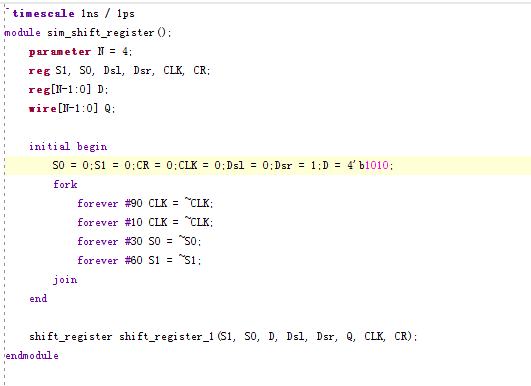 `timescale 1ns / 1ps
module sim_shift_register();
parameter N = 4;
reg S1, S0, Dsl, Dsr, CLK, CR;
reg[N-1:0] D;
wire[N-1:0] Q;
initial begin
S0 = 0;S1 = 0;CR = 0;CLK = 0;Dsl = 0;Dsr = 1;D = 4'b1010;
fork
forever #90 CLK = ~CLK;
forever #10 CLK = ~CLK;
forever #30 S0 = ~S0;
forever #60 S1 = ~S1;
join
end
shift_register shift_register_1(S1, S0, D, Dsl, Dsr, Q, CLK, CR);
endmodule